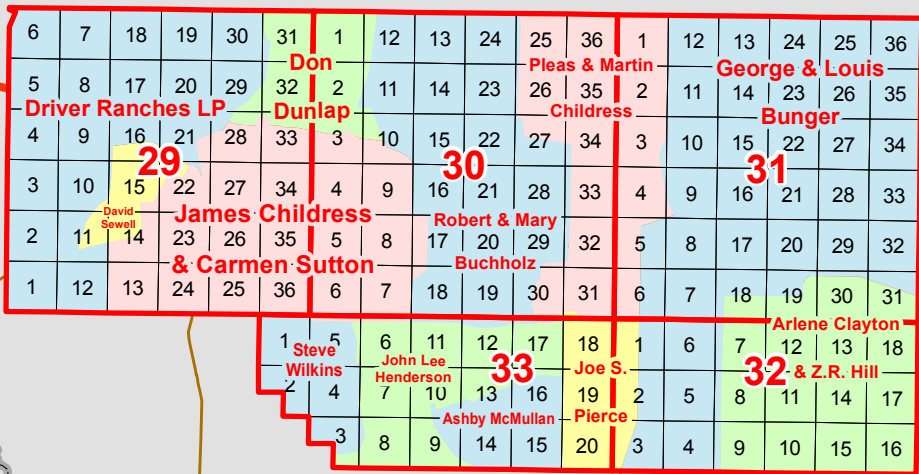 6 7 18 19 30 31 1 12 13 24 25 36 1 12 13 24 25 36
Don
Pleas & Martin
George & Louis
5 8 17 20 29 32 2 11 14 23 26 35 2 11 14 23 26 35
Driver Ranches LP
Dunlap
Childress
Bunger
4 9 16 21 28 33 3 10 15 22 27 34 3 10 15 22 27 34
29
30
31
3 10 15 22 27 34 4 9 16 21 28 33 4 9 16 21 28 33
David
Sewell
James Childress
Robert & Mary
2 11 14 23 26 35 5 8 17 20 29 32 5 8 17 20 29 32
& Carmen Sutton
Buchholz
1 12 13 24 25 36 6 7 18 19 30 31 6 7 18 19 30 31
Arlene Clayton
1 5 6 11 12 17 18 1 6 7 12 13 18
Steve
Wilkins
John Lee
Henderson
33
Joe S.
32
& Z.R. Hill
2 4 7 10 13 16 19 2 5 8 11 14 17
Ashby McMullan
Pierce
3 8 9 14 15 20 3 4 9 10 15 16